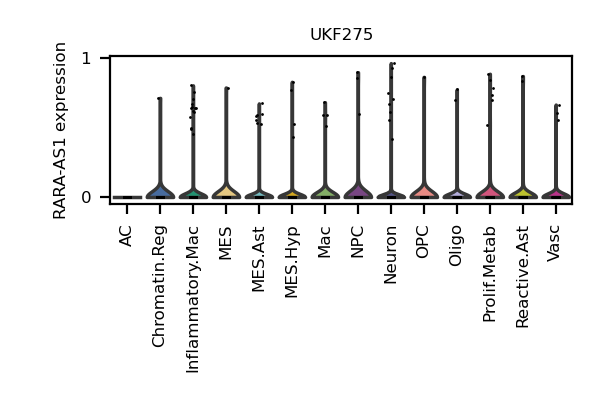 UKF275
RARA-AS1 expression
1
0
AC
Chromatin.Reg
Inflammatory.Mac
MES
MES.Ast
MES.Hyp
Mac
NPC
Neuron
OPC
Oligo
Prolif.Metab
Reactive.Ast
Vasc